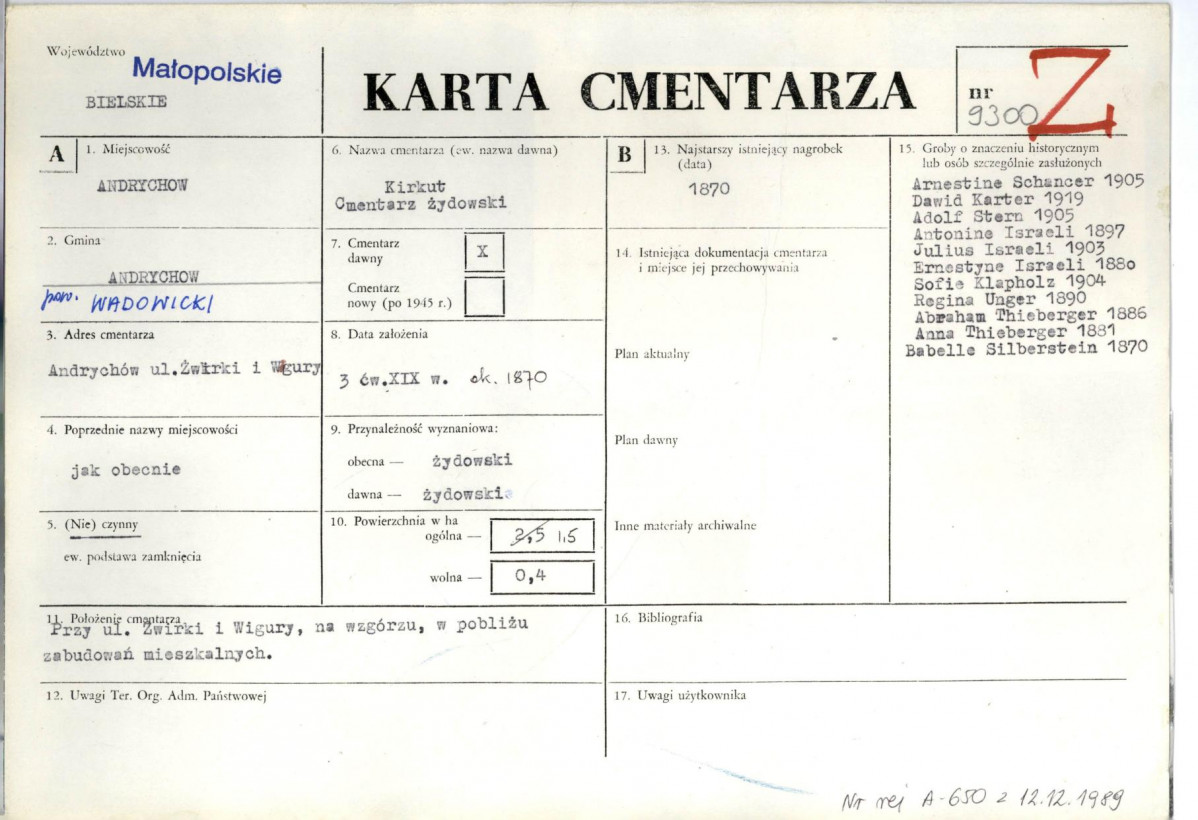 Województwo
Małopolskie
BIELSKIE
KARTA CMENTARZA
nr
9300
Z
A
1. Miejscowość
ANDRYCHOW
2. Gmina
ANDRYCHOW
pow. WADOWICKI
3. Adres cmentarza
Andrychów ul.Żwirki i Wigury
4. Poprzednie nazwy miejscowości
jak obecnie
5. (Nie) czynny
ew. podstawa zamknięcia
6. Nazwa cmentarza (ew. nazwa dawna)
Kirkut
Cmentarz żydowski
7. Cmentarz
dawny
X
Cmentarz
nowy (po 1945 r.)
8. Data założenia
3 ćw.XIX w. ok. 1870
9. Przynależność wyznaniowa:
obecna — żydowski
dawna — żydowski
10. Powierzchnia w ha
ogólna — 2,5 1,5
wolna — 0,4
11. Położenie cmentarza
Przy ul. Żwirki i Wigury, na wzgórzu, w pobliżu
zabudowań mieszkalnych.
12. Uwagi Ter. Org. Adm. Państwowej
B
13. Najstarszy istniejący nagrobek
(data)
1870
14. Istniejąca dokumentacja cmentarza
i miejsce jej przechowywania
Plan aktualny
Plan dawny
Inne materiały archiwalne
15. Groby o znaczeniu historycznym
lub osób szczególnie zasłużonych
Arnestine Schancer 1905
Dawid Karter 1919
Adolf Stern 1905
Antonine Israeli 1897
Julius Israeli 1903
Ernestyne Israeli 1880
Sofie Klapholz 1904
Regina Unger 1890
Abraham Thieberger 1886
Anna Thieberger 1881
Babelle Silberstein 1870
16. Bibliografia
17. Uwagi użytkownika
Nr rej A-650 z 12.12.1989